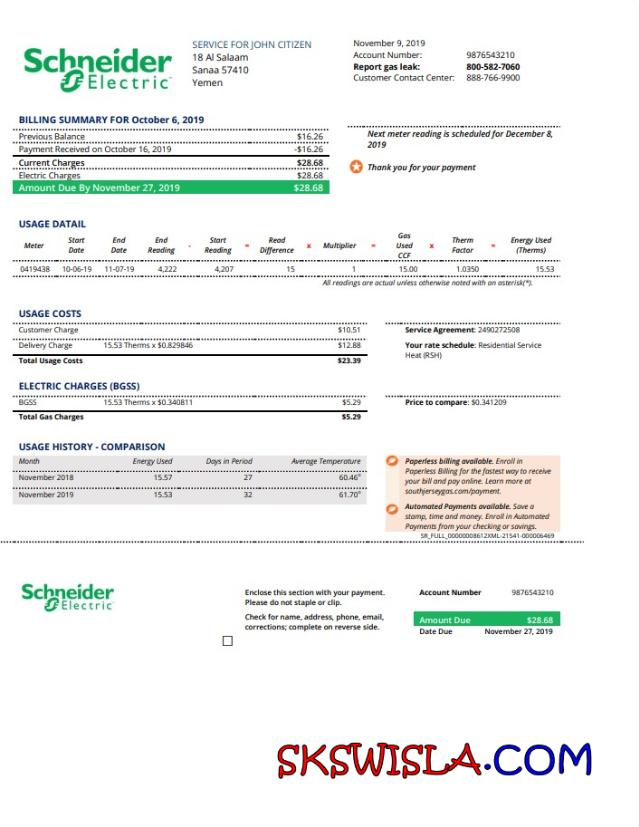 Schneider
Electric
SERVICE FOR JOHN CITIZEN
18 Al Salaam
Sanaa 57410
Yemen
November 9, 2019
Account Number: 9876543210
Report gas leak: 800-582-7060
Customer Contact Center: 888-766-9900
BILLING SUMMARY FOR October 6, 2019
Previous Balance $16.26
Payment Received on October 16, 2019 -$16.26
Current Charges $28.68
Electric Charges $28.68
Amount Due By November 27, 2019 $28.68
Next meter reading is scheduled for December 8,
2019
Thank you for your payment
USAGE DATAIL
Meter Start Date End Date End Reading - Start Reading = Read Difference x Multiplier = Gas Used CCF x Therm Factor = Energy Used (Therms)
0419438 10-06-19 11-07-19 4,222 4,207 15 1 15.00 1.0350 15.53
All readings are actual unless otherwise noted with an asterisk(*).
USAGE COSTS
Customer Charge $10.51
Delivery Charge 15.53 Therms x $0.829846 $12.88
Total Usage Costs $23.39
Service Agreement: 2490272508
Your rate schedule: Residential Service
Heat (RSH)
ELECTRIC CHARGES (BGSS)
BGSS 15.53 Therms x $0.340811 $5.29
Total Gas Charges $5.29
Price to compare: $0.341209
USAGE HISTORY - COMPARISON
Month Energy Used Days in Period Average Temperature
November 2018 15.57 27 60.46°
November 2019 15.53 32 61.70°
Paperless billing available. Enroll in
Paperless Billing for the fastest way to receive
your bill and pay online. Learn more at
southjerseygas.com/payment.
Automated Payments available. Save a
stamp, time and money. Enroll in Automated
Payments from your checking or savings.
SR_FULL_00000008612XML-21541-000006469
Schneider
Electric
Enclose this section with your payment.
Please do not staple or clip.
Check for name, address, phone, email,
corrections; complete on reverse side.
Account Number 9876543210
Amount Due $28.68
Date Due November 27, 2019
SKSWISLA.COM